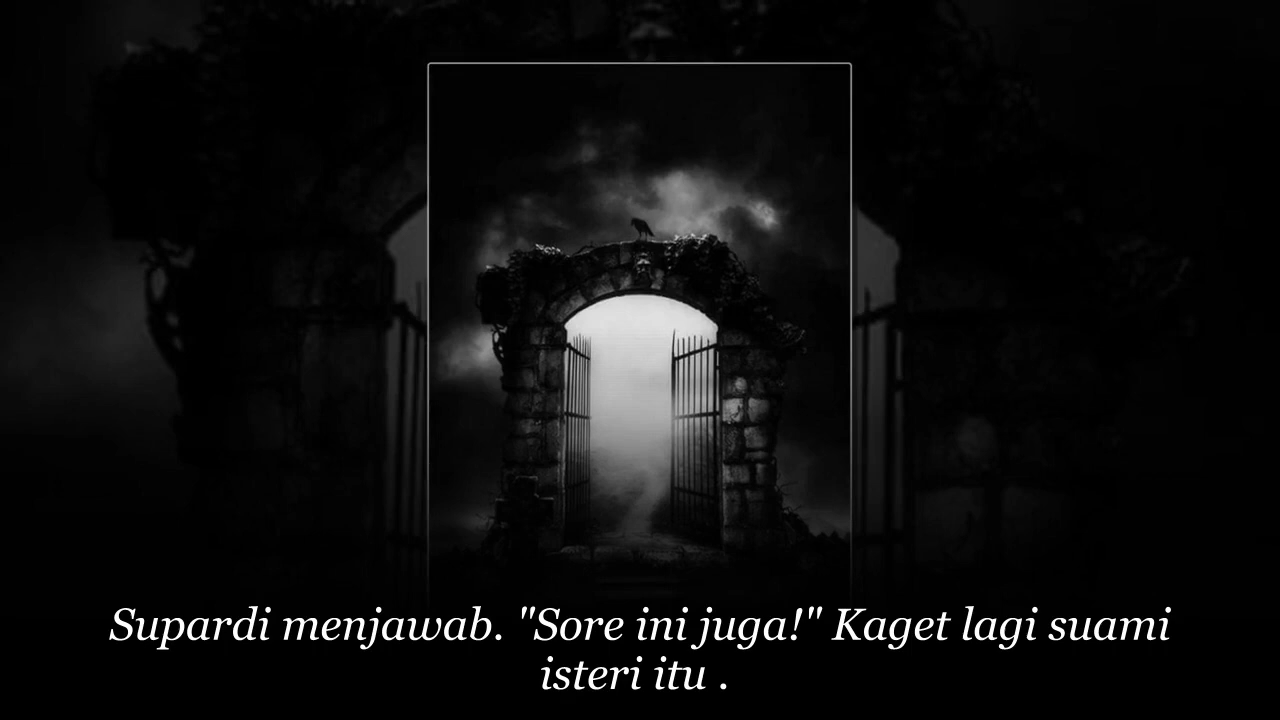 Supardi menjawab. "Sore ini juga!" Kaget lagi suami
isteri itu .